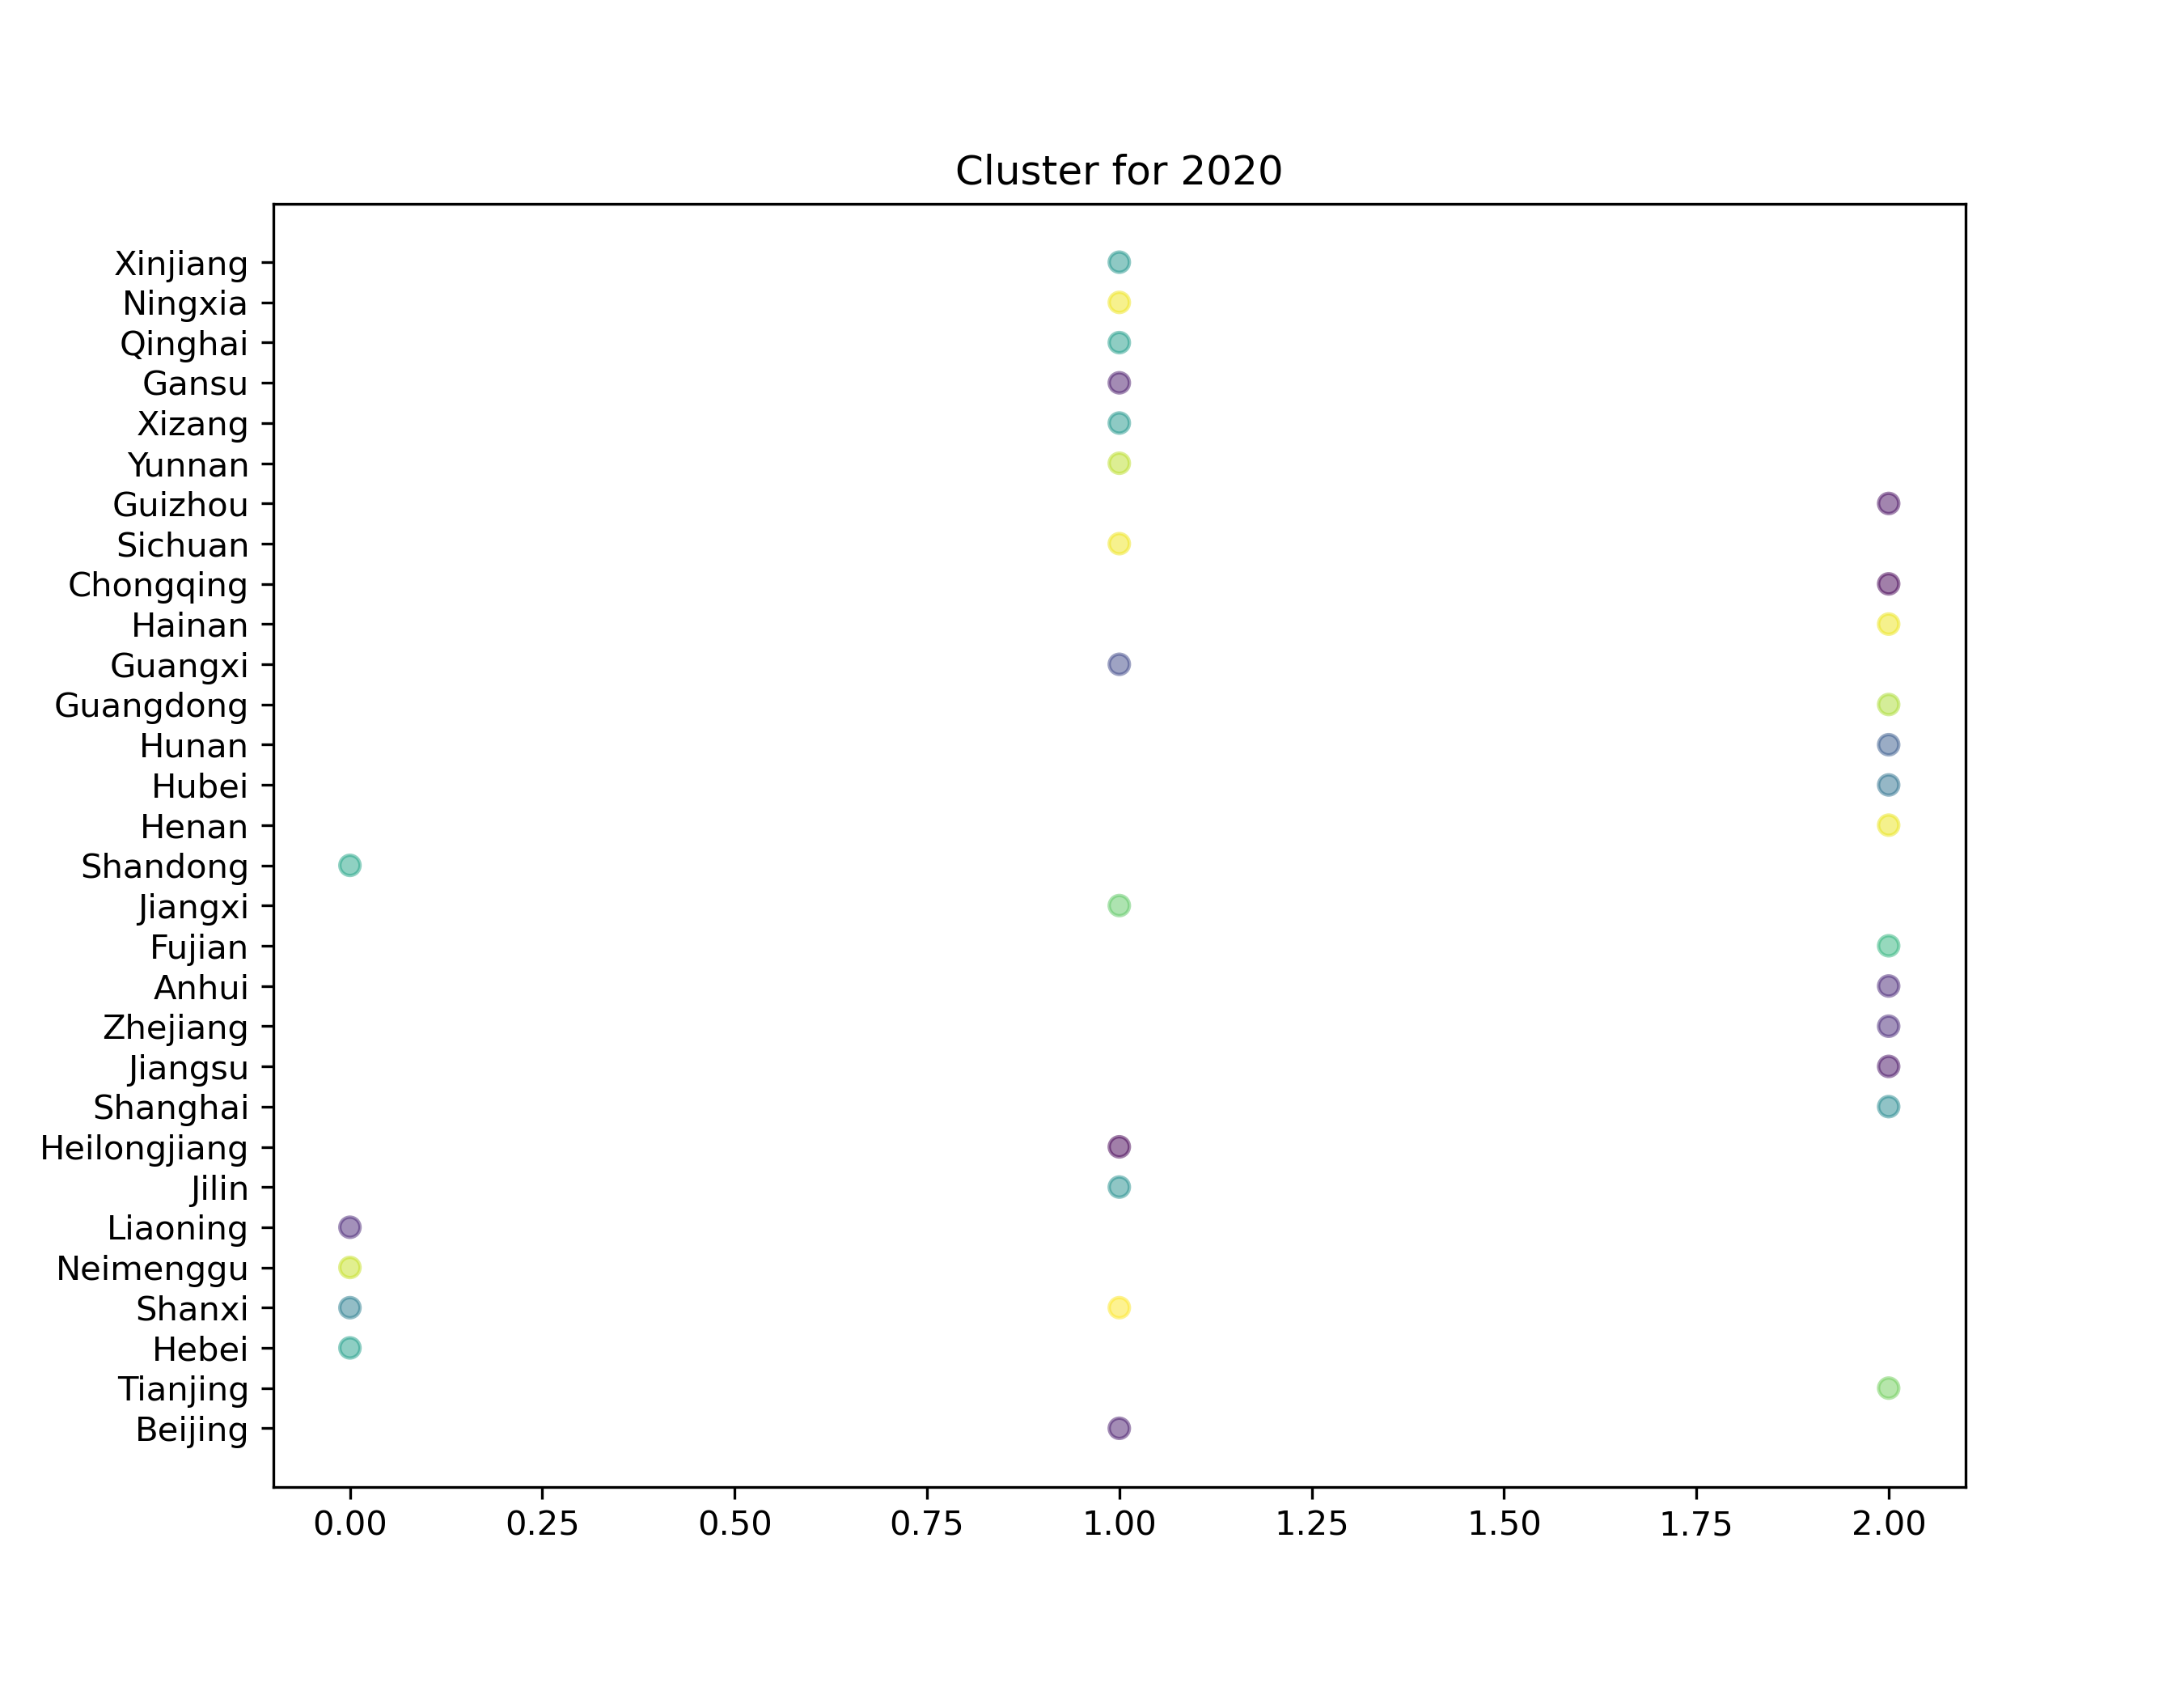 Cluster for 2020
Xinjiang
Ningxia
Qinghai
Gansu
Xizang
Yunnan
Guizhou
Sichuan
Chongqing
Hainan
Guangxi
Guangdong
Hunan
Hubei
Henan
Shandong
Jiangxi
Fujian
Anhui
Zhejiang
Jiangsu
Shanghai
Heilongjiang
Jilin
Liaoning
Neimenggu
Shanxi
Hebei
Tianjing
Beijing
0.00 0.25 0.50 0.75 1.00 1.25 1.50 1.75 2.00